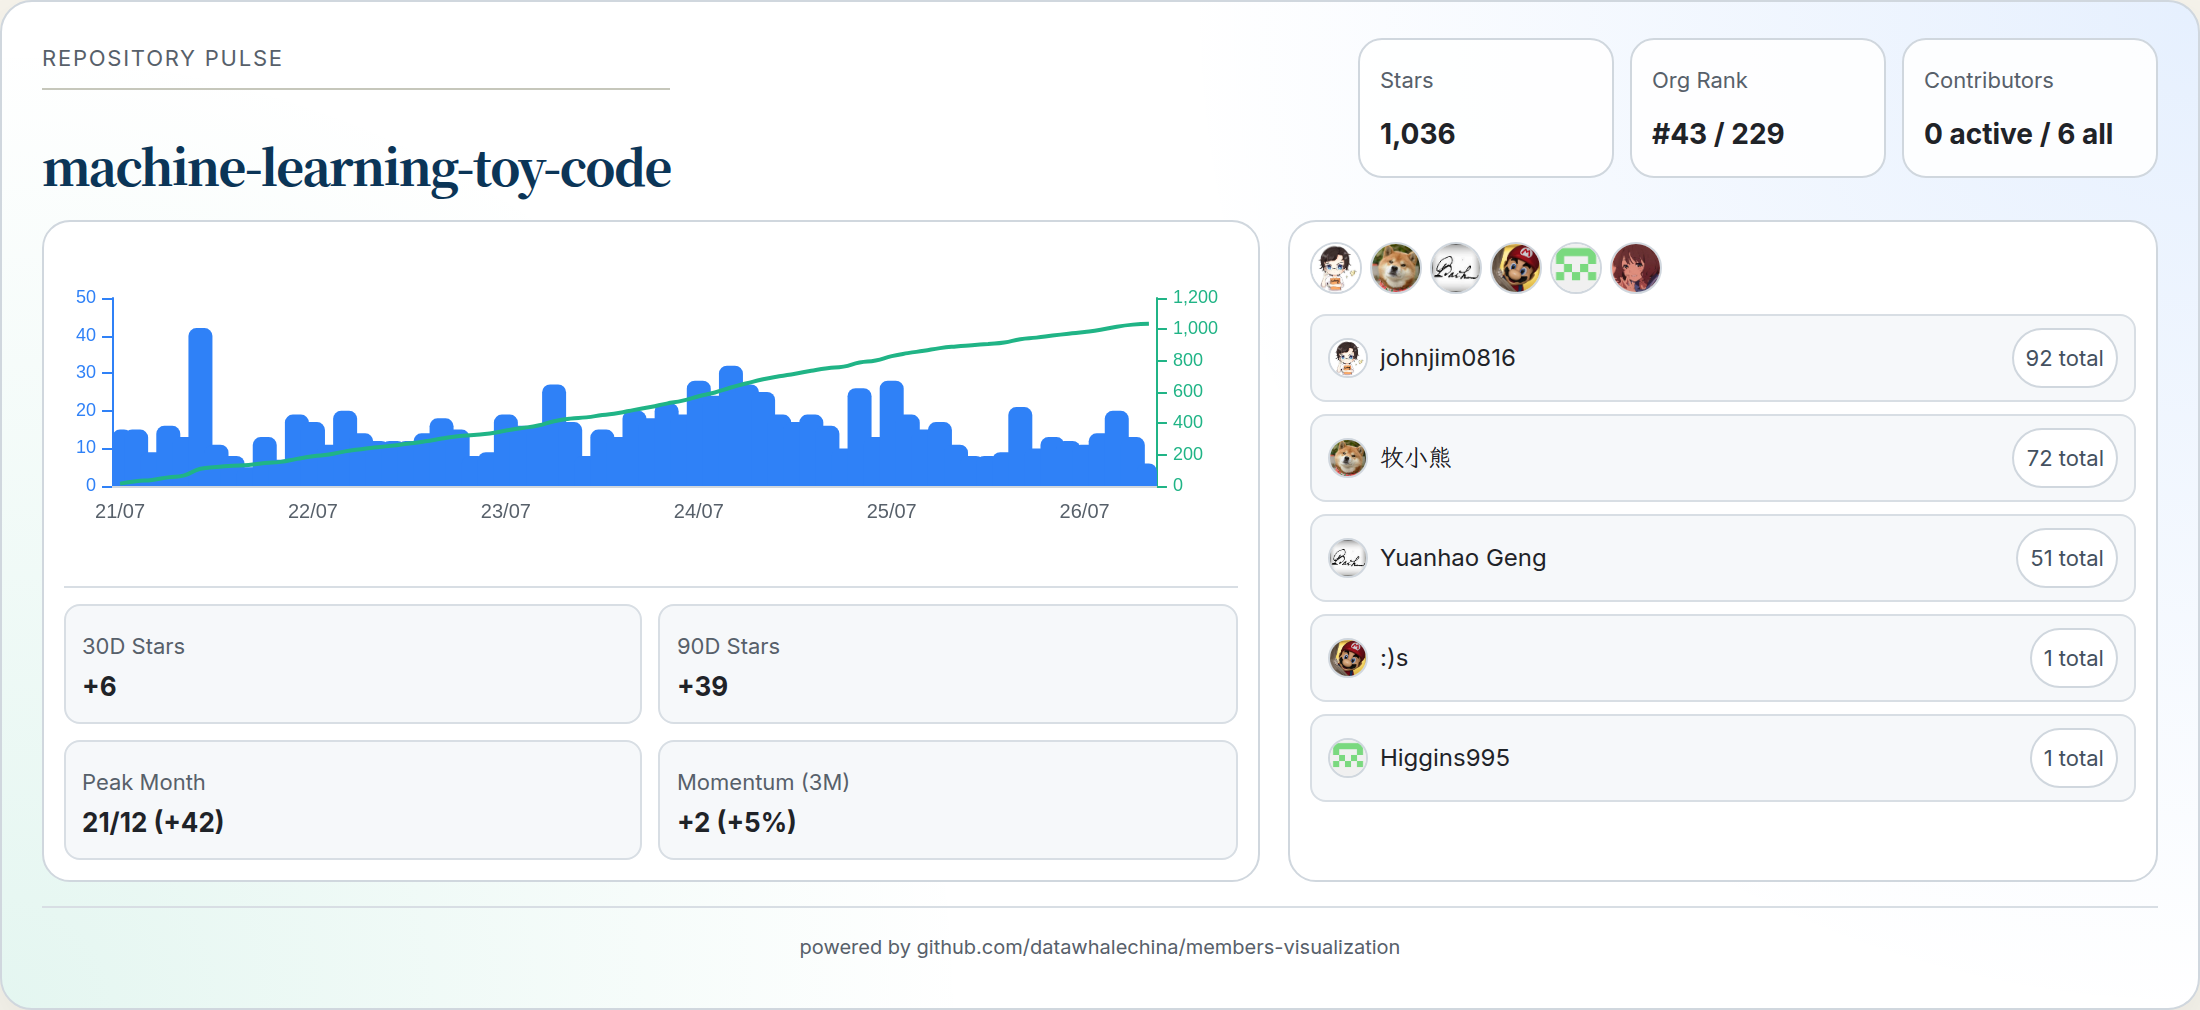 REPOSITORY PULSE
machine-learning-toy-code
Stars
1,036
Org Rank
#43 / 229
Contributors
0 active / 6 all
50
40
30
20
10
0
1,200
1,000
800
600
400
200
0
21/07
22/07
23/07
24/07
25/07
26/07
30D Stars
+6
90D Stars
+39
Peak Month
21/12 (+42)
Momentum (3M)
+2 (+5%)
johnjim0816
92 total
牧小熊
72 total
Yuanhao Geng
51 total
:)s
1 total
Higgins995
1 total
powered by github.com/datawhalechina/members-visualization